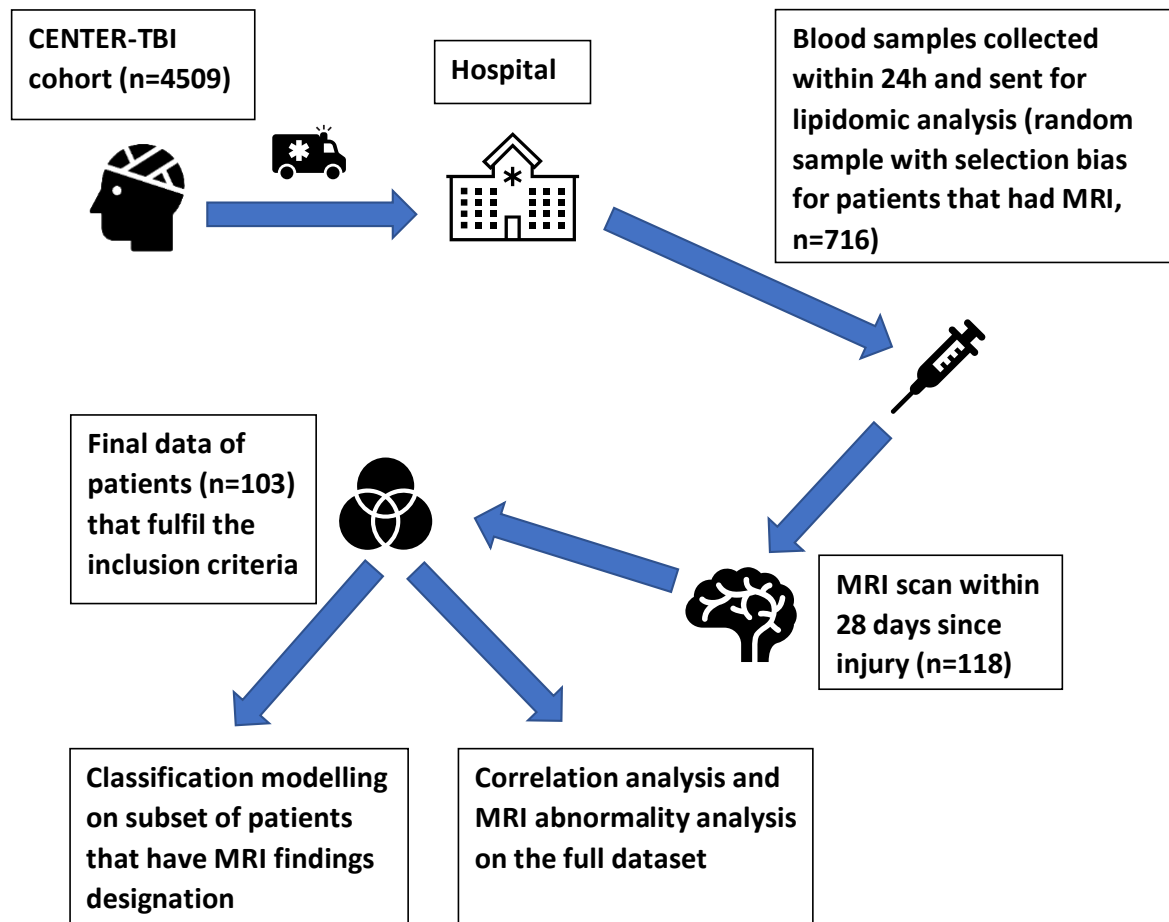 CENTER-TBI
cohort (n=4509)
Hospital
Blood samples collected
within 24h and sent for
lipidomic analysis (random
sample with selection bias
for patients that had MRI,
n=716)
MRI scan within
28 days since
injury (n=118)
Final data of
patients (n=103)
that fulfil the
inclusion criteria
Classification modelling
on subset of patients
that have MRI findings
designation
Correlation analysis and
MRI abnormality analysis
on the full dataset